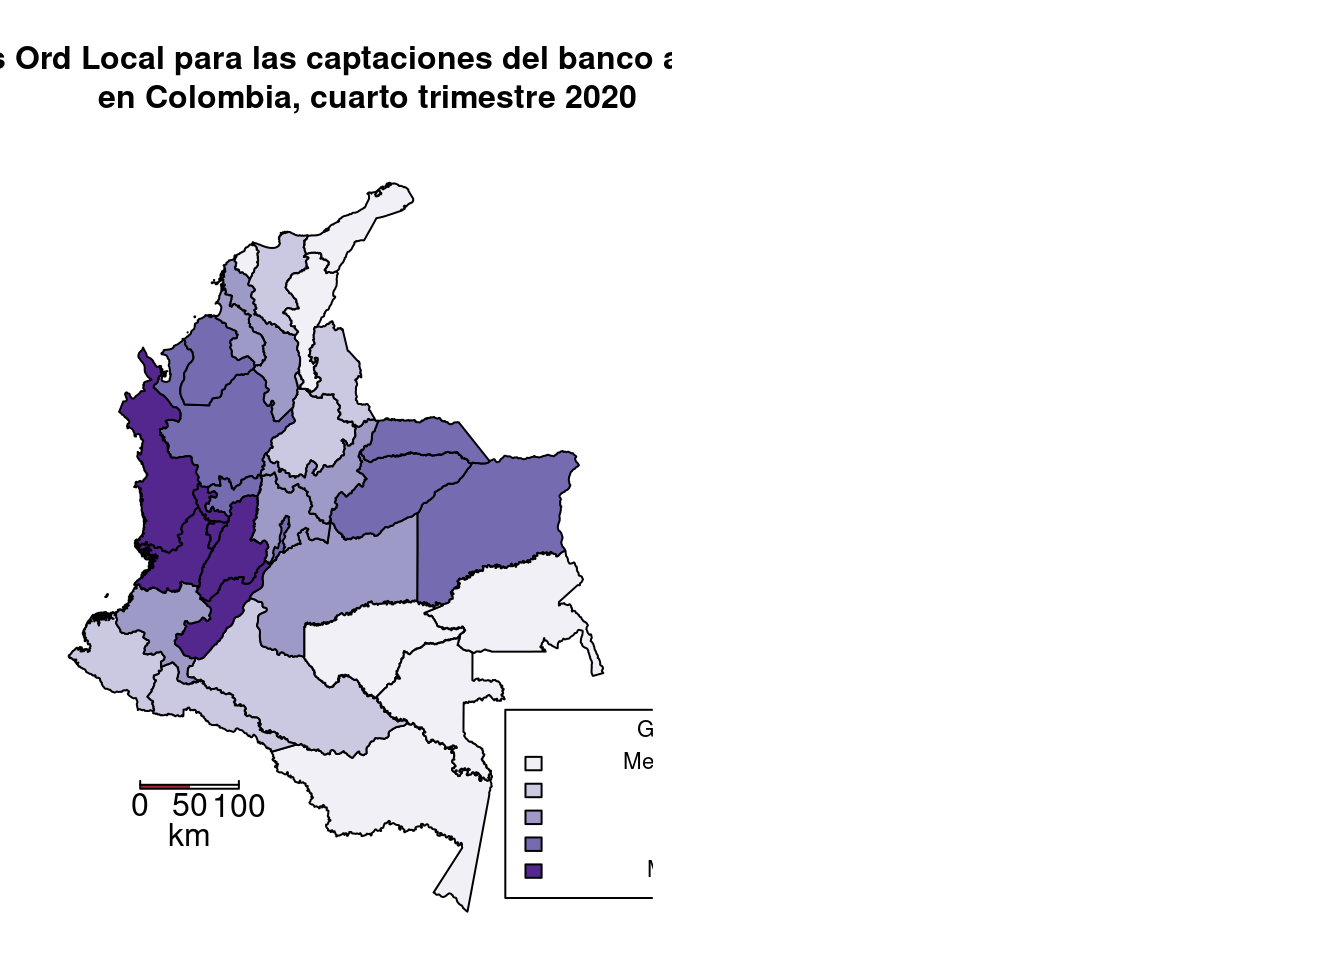 s Ord Local para las captaciones del banco a
en Colombia, cuarto trimestre 2020
G
Me
M
0 50 100
km